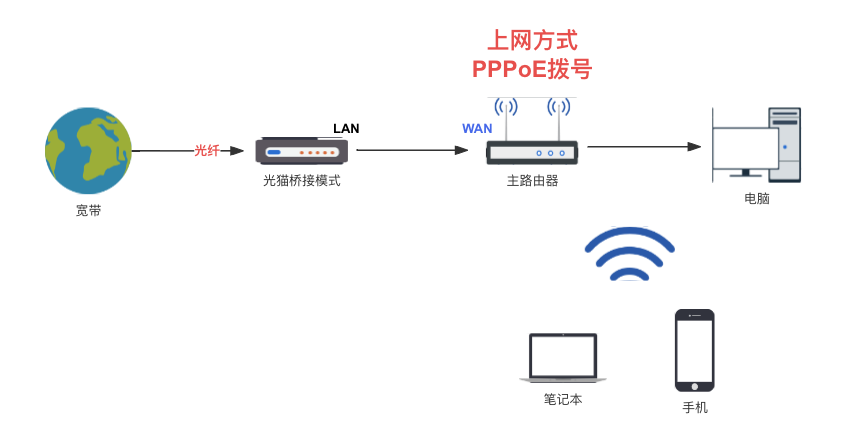 上网方式
PPPoE拨号
LAN
WAN
光纤
宽带
光猫桥接模式
主路由器
电脑
笔记本
手机